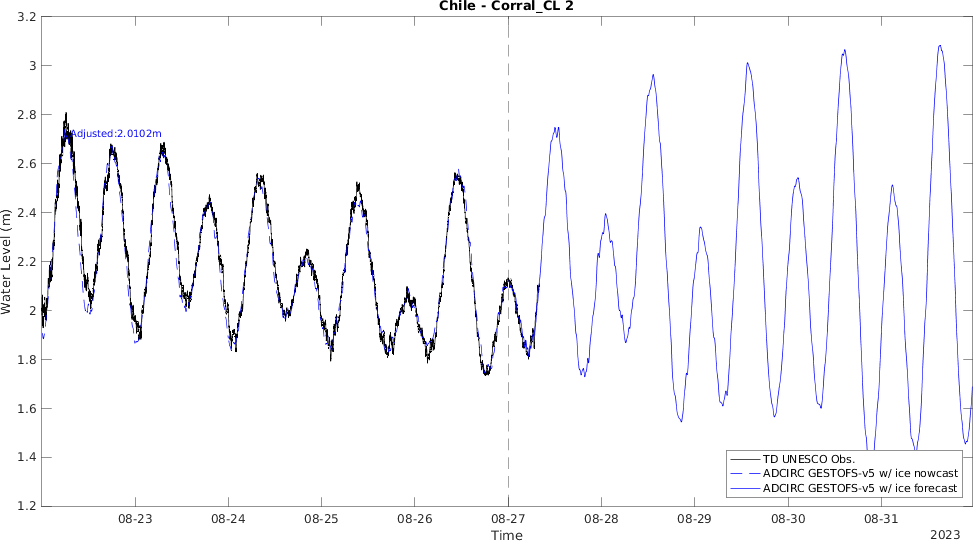 Chile - Corral_CL 2
3.2
3
2.8
2.6
2.4
2.2
2
1.8
1.6
1.4
1.2
Water Level (m)
Adjusted:2.0102m
TD UNESCO Obs.
ADCIRC GESTOFS-v5 w/ ice nowcast
ADCIRC GESTOFS-v5 w/ ice forecast
08-23 08-24 08-25 08-26 08-27 08-28 08-29 08-30 08-31
Time
2023